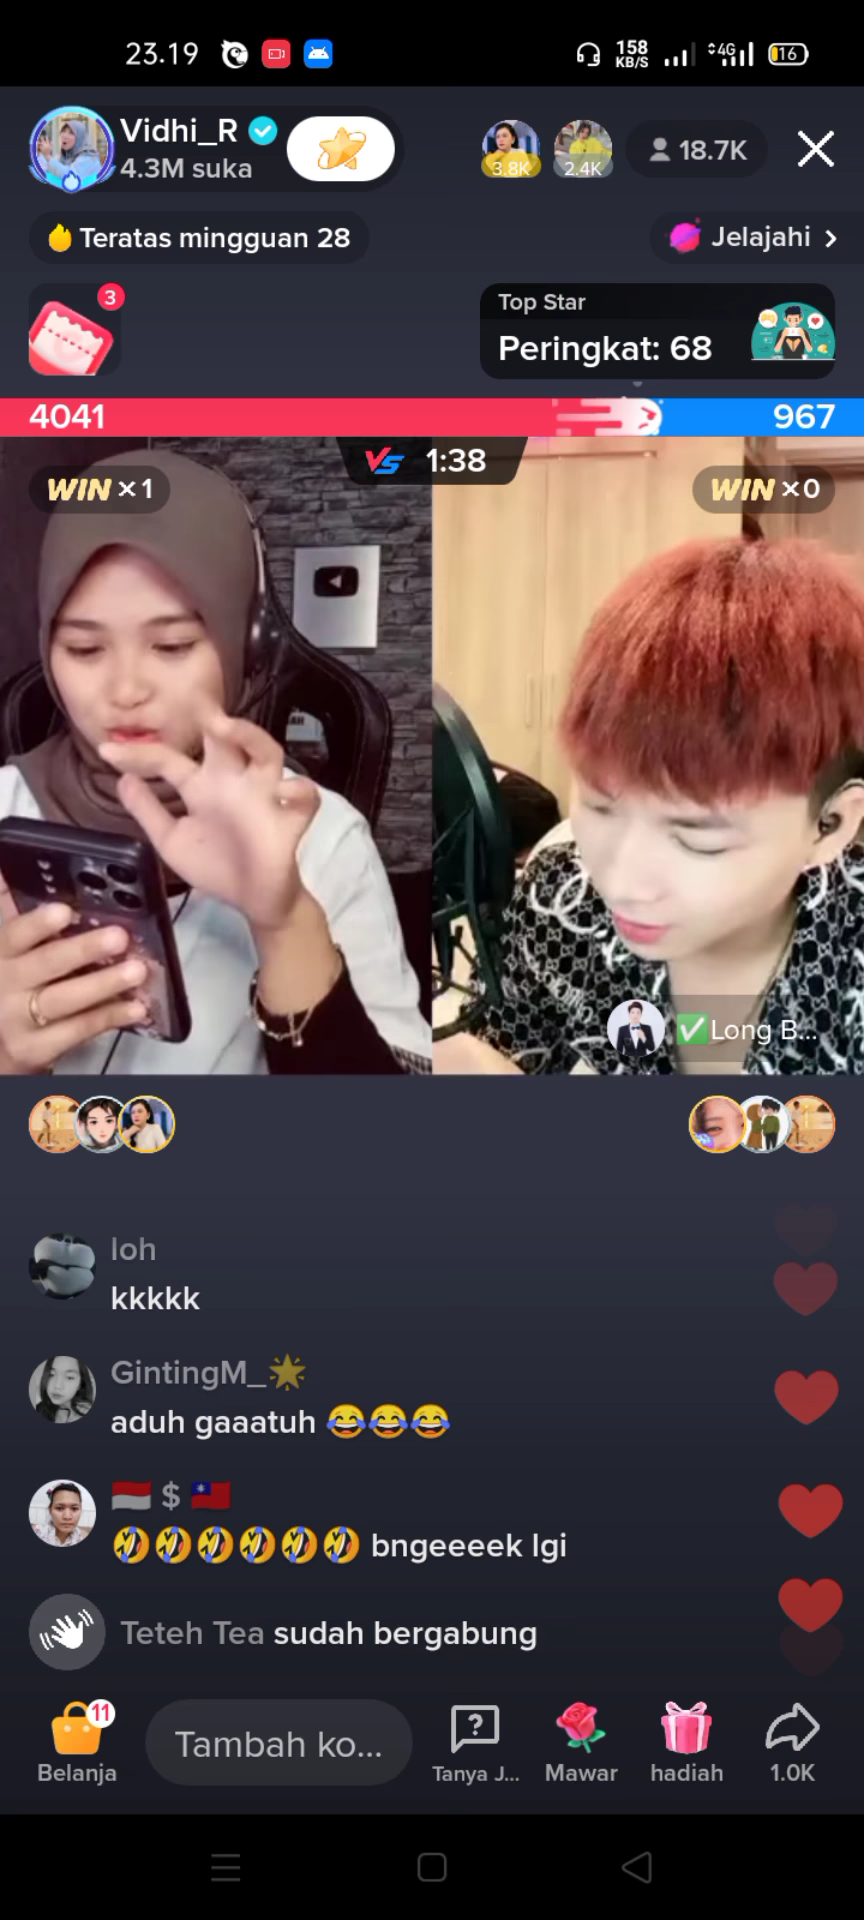 23.19
158
KB/S
4G
16
Vidhi_R
4.3M suka
3.8K
2.4K
18.7K
Teratas mingguan 28
Jelajahi
3
Top Star
Peringkat: 68
4041
967
VS 1:38
WIN ×1
WIN ×0
✅Long B...
loh
kkkkk
GintingM_🌟
aduh gaaatuh 😂😂😂
🇮🇩 $ 🇹🇼
🤣🤣🤣🤣🤣🤣 bngeeeek lgi
Teteh Tea sudah bergabung
11
Belanja
Tambah ko...
Tanya J...
Mawar
hadiah
1.0K